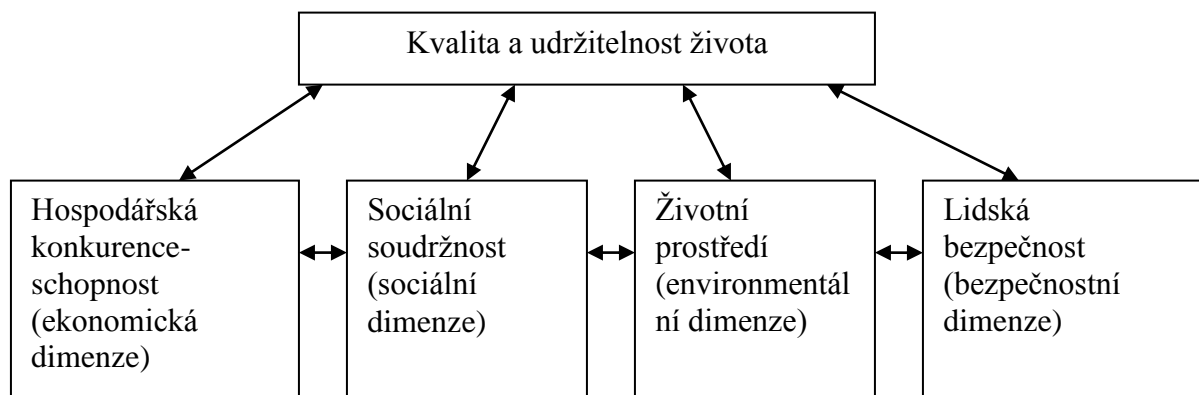 Kvalita a udržitelnost života
Hospodářská
konkurence-
schopnost
(ekonomická
dimenze)
Sociální
soudržnost
(sociální
dimenze)
Životní
prostředí
(environmentál
ní dimenze)
Lidská
bezpečnost
(bezpečnostní
dimenze)